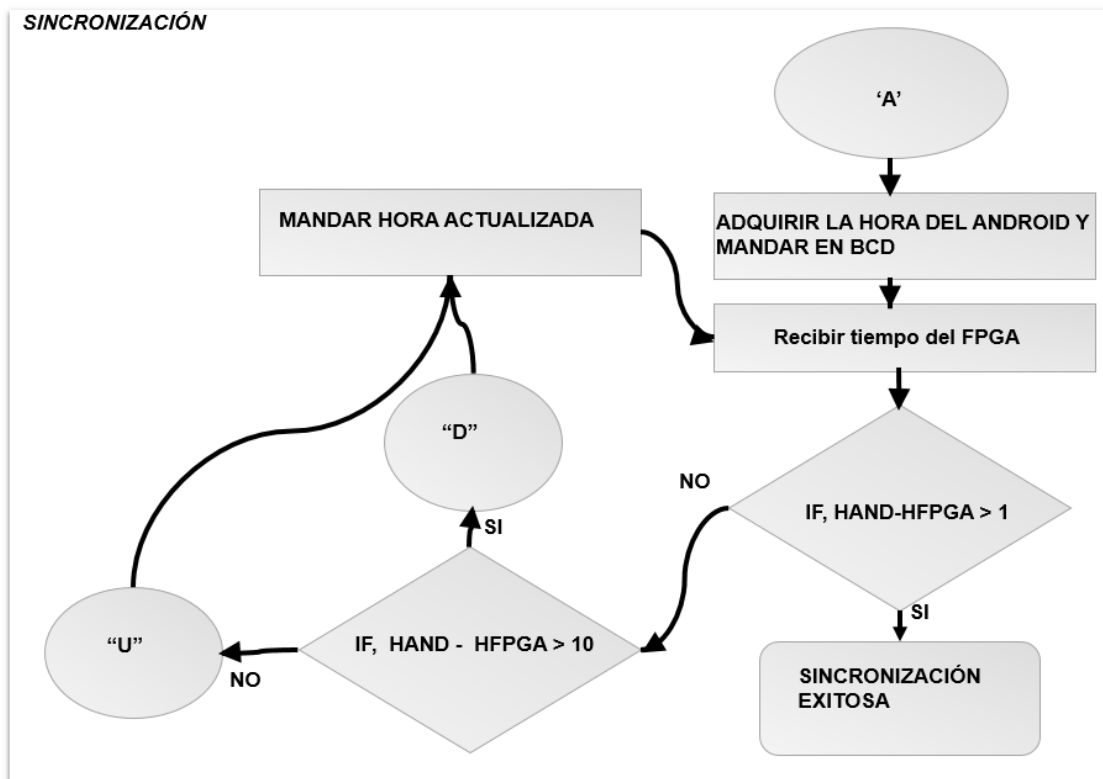 SINCRONIZACIÓN
‘A’
ADQUIRIR LA HORA DEL ANDROID Y
MANDAR EN BCD
MANDAR HORA ACTUALIZADA
Recibir tiempo del FPGA
“D”
NO
IF, HAND-HFPGA > 1
SI
SI
“U”
NO
IF, HAND - HFPGA > 10
SINCRONIZACIÓN
EXITOSA